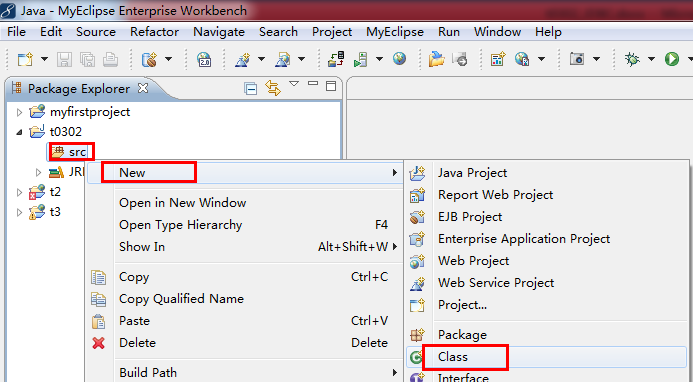 Java - MyEclipse Enterprise Workbench
File Edit Source Refactor Navigate Search Project MyEclipse Run Window Help
2.0
Package Explorer
myfirstproject
t0302
src
t2
t3
New
Open in New Window
Open Type Hierarchy F4
Show In Alt+Shift+W
Copy Ctrl+C
Copy Qualified Name
Paste Ctrl+V
Delete Delete
Build Path
Java Project
Report Web Project
EJB Project
Enterprise Application Project
Web Project
Web Service Project
Project...
Package
Class
Interface